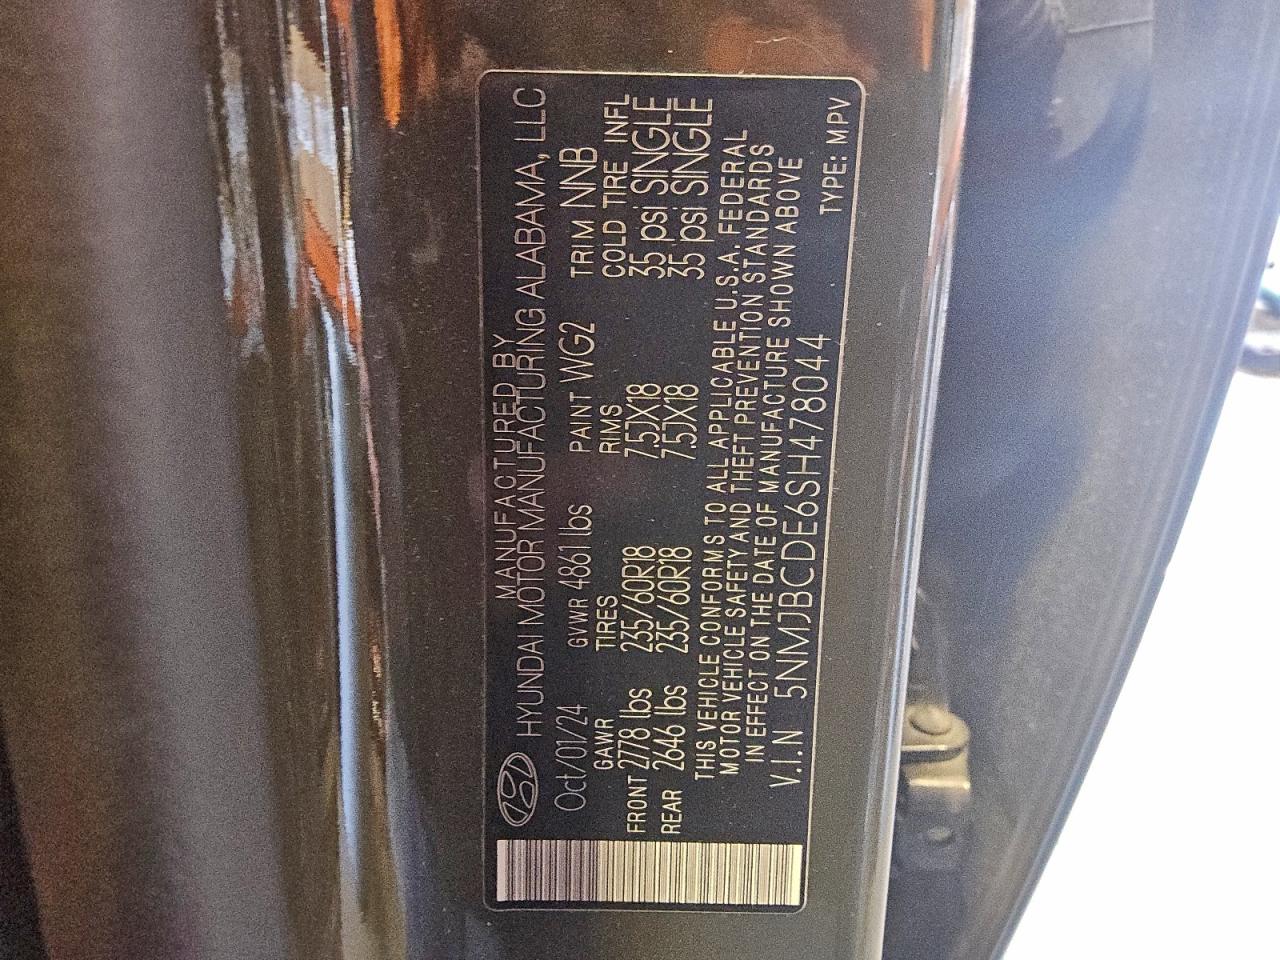 MANUFACTURED BY
HYUNDAI MOTOR MANUFACTURING ALABAMA, LLC
Oct/01/24 GVWR 4861 lbs PAINT WG2 TRIM NNB
GAWR TIRES RIMS COLD TIRE INFL
FRONT 2778 lbs 235/60R18 7.5JX18 35 psi SINGLE
REAR 2646 lbs 235/60R18 7.5JX18 35 psi SINGLE
THIS VEHICLE CONFORMS TO ALL APPLICABLE U.S.A. FEDERAL
MOTOR VEHICLE SAFETY AND THEFT PREVENTION STANDARDS
IN EFFECT ON THE DATE OF MANUFACTURE SHOWN ABOVE
V.I.N 5NMJBCDE6SH478044 TYPE: MPV